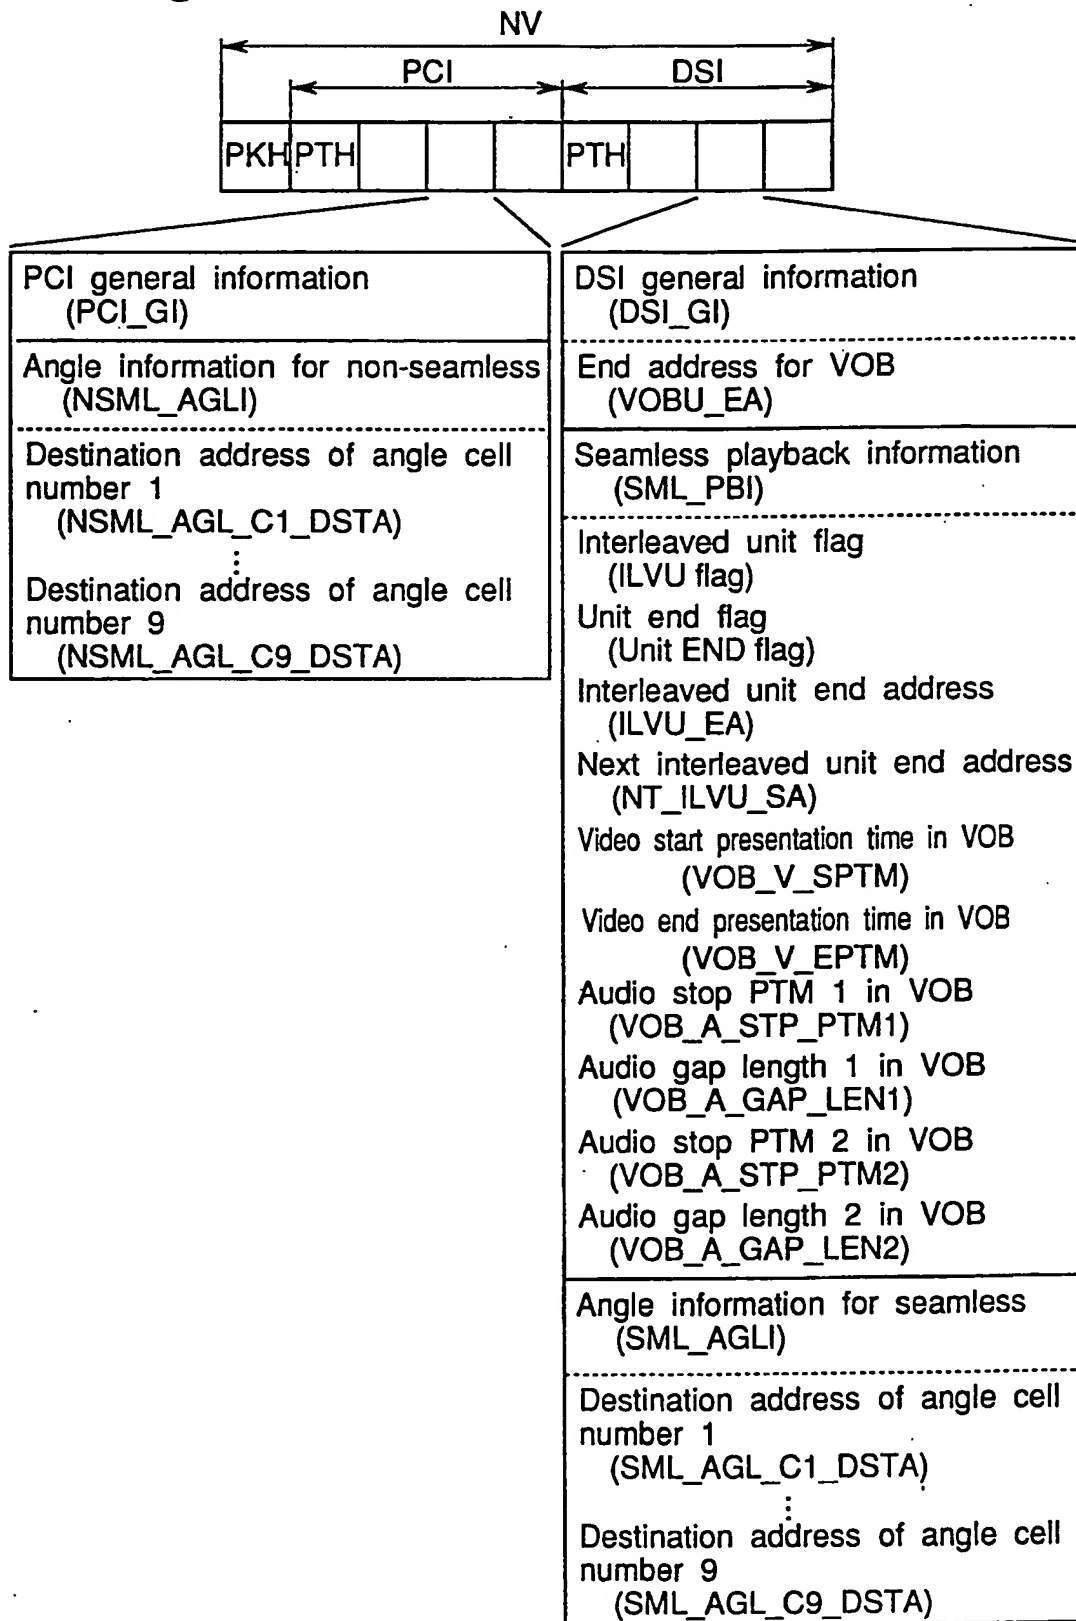 NV
PCI
DSI
PKH PTH PTH
PCI general information
(PCI_GI)
Angle information for non-seamless
(NSML_AGLI)
Destination address of angle cell
number 1
(NSML_AGL_C1_DSTA)
⋮
Destination address of angle cell
number 9
(NSML_AGL_C9_DSTA)
DSI general information
(DSI_GI)
End address for VOB
(VOBU_EA)
Seamless playback information
(SML_PBI)
Interleaved unit flag
(ILVU flag)
Unit end flag
(Unit END flag)
Interleaved unit end address
(ILVU_EA)
Next interleaved unit end address
(NT_ILVU_SA)
Video start presentation time in VOB
(VOB_V_SPTM)
Video end presentation time in VOB
(VOB_V_EPTM)
Audio stop PTM 1 in VOB
(VOB_A_STP_PTM1)
Audio gap length 1 in VOB
(VOB_A_GAP_LEN1)
Audio stop PTM 2 in VOB
(VOB_A_STP_PTM2)
Audio gap length 2 in VOB
(VOB_A_GAP_LEN2)
Angle information for seamless
(SML_AGLI)
Destination address of angle cell
number 1
(SML_AGL_C1_DSTA)
⋮
Destination address of angle cell
number 9
(SML_AGL_C9_DSTA)